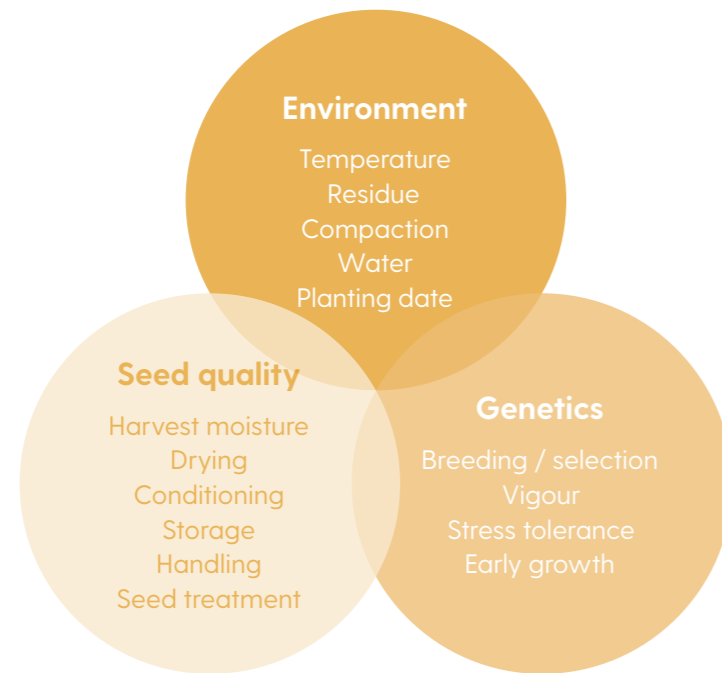 Environment
Temperature
Residue
Compaction
Water
Planting date
Seed quality
Harvest moisture
Drying
Conditioning
Storage
Handling
Seed treatment
Genetics
Breeding / selection
Vigour
Stress tolerance
Early growth